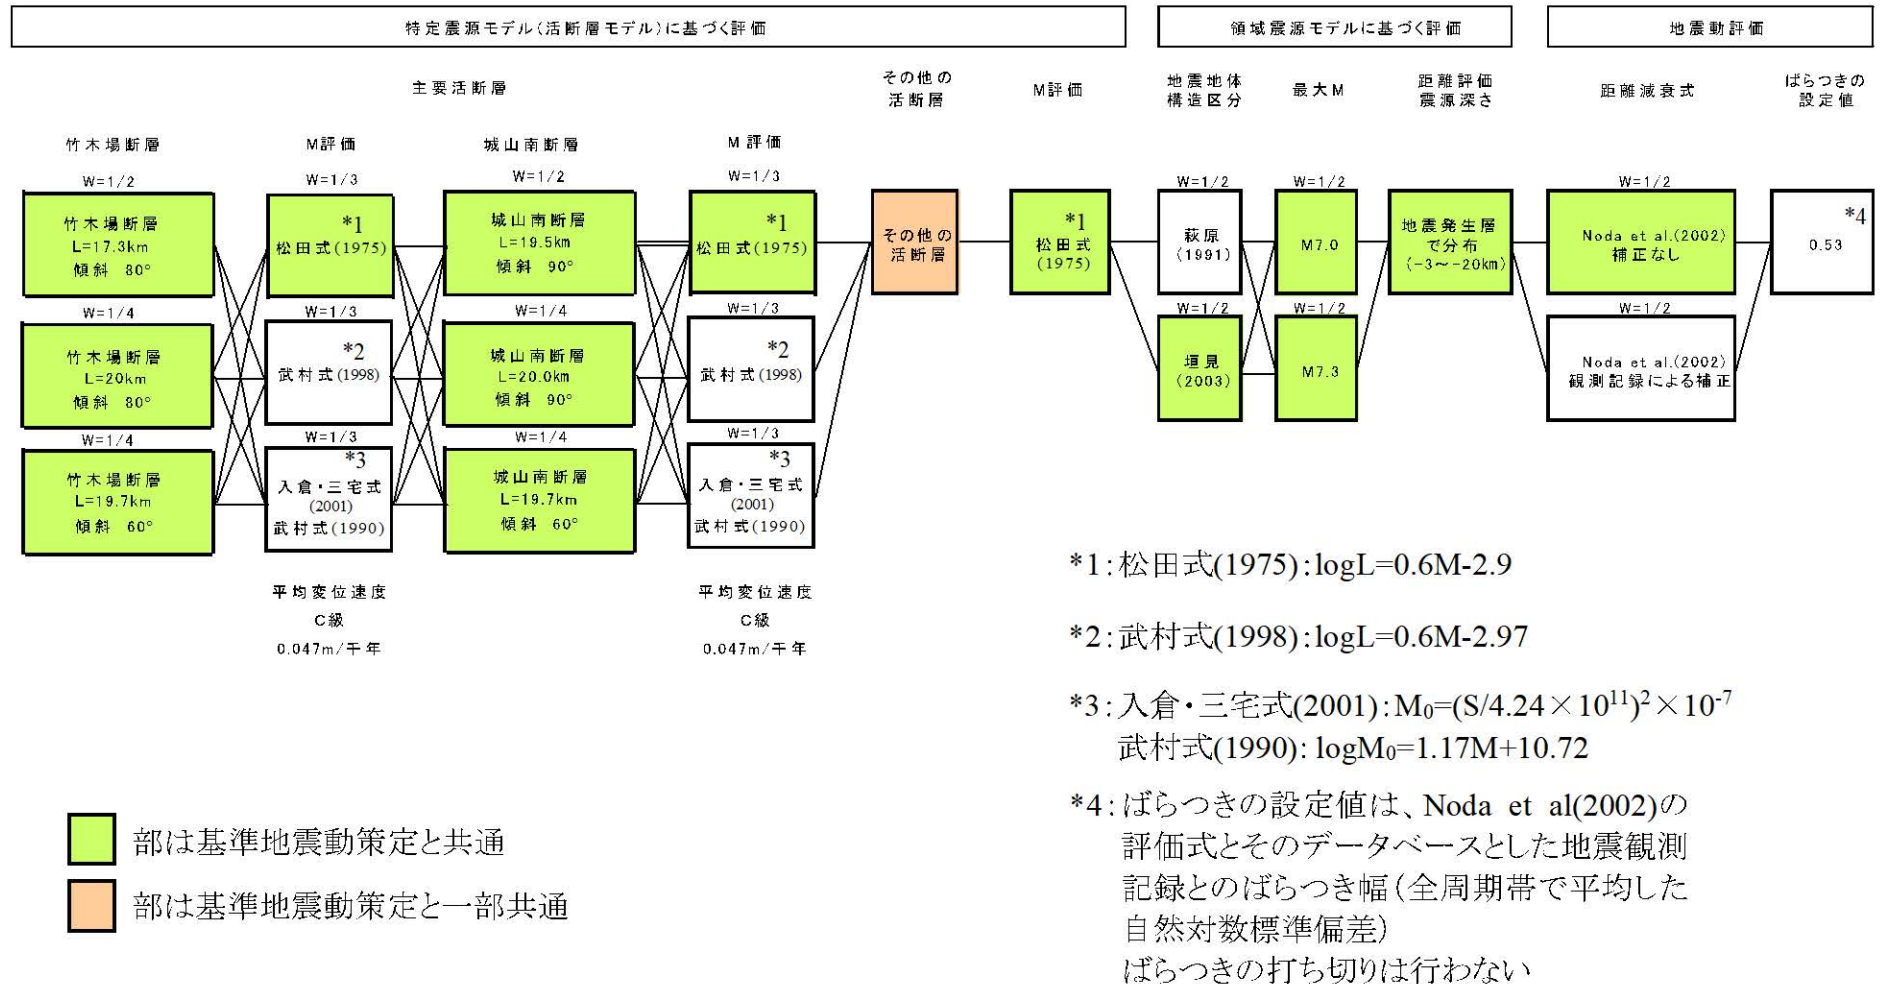 特定震源モデル(活断層モデル)に基づく評価
領域震源モデルに基づく評価
地震動評価
主要活断層
その他の
活断層
M評価
地震地体
構造区分
最大M
距離評価
震源深さ
距離減衰式
ばらつきの
設定値
竹木場断層
M評価
城山南断層
M評価
W=1/2
竹木場断層
L=17.3km
傾斜 80°
W=1/4
竹木場断層
L=20km
傾斜 80°
W=1/4
竹木場断層
L=19.7km
傾斜 60°
W=1/3
*1
松田式(1975)
W=1/3
*2
武村式(1998)
W=1/3
*3
入倉・三宅式
(2001)
武村式(1990)
平均変位速度
C級
0.047m/千年
W=1/2
城山南断層
L=19.5km
傾斜 90°
W=1/4
城山南断層
L=20.0km
傾斜 90°
W=1/4
城山南断層
L=19.7km
傾斜 60°
W=1/3
*1
松田式(1975)
W=1/3
*2
武村式(1998)
W=1/3
*3
入倉・三宅式
(2001)
武村式(1990)
平均変位速度
C級
0.047m/千年
その他の
活断層
*1
松田式
(1975)
W=1/2
萩原
(1991)
W=1/2
垣見
(2003)
W=1/2
M7.0
W=1/2
M7.3
地震発生層
で分布
(-3～-20km)
W=1/2
Noda et al.(2002)
補正なし
W=1/2
Noda et al.(2002)
観測記録による補正
*4
0.53
*1:松田式(1975):logL=0.6M-2.9
*2:武村式(1998):logL=0.6M-2.97
*3:入倉・三宅式(2001):M₀=(S/4.24×10¹¹)²×10⁻⁷
武村式(1990):logM₀=1.17M+10.72
*4:ばらつきの設定値は、Noda et al(2002)の
評価式とそのデータベースとした地震観測
記録とのばらつき幅(全周期帯で平均した
自然対数標準偏差)
ばらつきの打ち切りは行わない
部は基準地震動策定と共通
部は基準地震動策定と一部共通